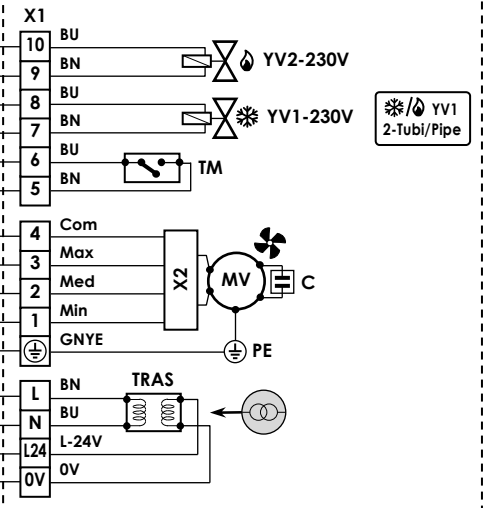 X1
10 BU
9 BN
YV2-230V
8 BU
7 BN
YV1-230V
YV1
2-Tubi/Pipe
6 BU
5 BN
TM
4 Com
3 Max
2 Med
1 Min
GNYE
X2
MV
C
PE
L BN
N BU
L24 L-24V
0V 0V
TRAS